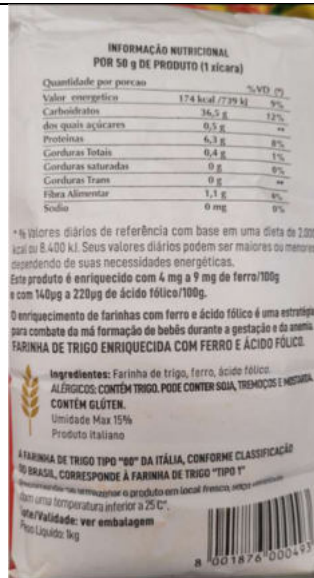 INFORMAÇÃO NUTRICIONAL
POR 50 g DE PRODUTO (1 xícara)
Quantidade por porcao %VD (*)
Valor energetico 174 kcal /739 kJ 9%
Carboidratos 36,5 g 12%
dos quais açúcares 0,5 g **
Proteinas 6,3 g 8%
Gorduras Totais 0,4 g 1%
Gorduras saturadas 0 g 0%
Gorduras Trans 0 g **
Fibra Alimentar 1,1 g 4%
Sodio 0 mg 0%
*% Valores diários de referência com base em uma dieta de 2.000
kcal ou 8.400 kJ. Seus valores diários podem ser maiores ou menores
dependendo de suas necessidades energéticas.
Este produto é enriquecido com 4 mg a 9 mg de ferro/100g
e com 140µg a 220µg de ácido fólico/100g.
O enriquecimento de farinhas com ferro e ácido fólico é uma estratégia
para combate da má formação de bebês durante a gestação e da anemia.
FARINHA DE TRIGO ENRIQUECIDA COM FERRO E ÁCIDO FÓLICO.
Ingredientes: Farinha de trigo, ferro, ácido fólico.
ALÉRGICOS: CONTÉM TRIGO. PODE CONTER SOJA, TREMOÇOS E MOSTARDA.
CONTÉM GLÚTEN.
Umidade Max 15%
Produto italiano
A FARINHA DE TRIGO TIPO "00" DA ITÁLIA, CONFORME CLASSIFICAÇÃO
DO BRASIL, CORRESPONDE À FARINHA DE TRIGO "TIPO 1"
armazenar o produto em local fresco, seco
uma temperatura inferior a 25 C°.
Lote/Validade: ver embalagem
Peso Líquido: 1kg
8 001876 000493